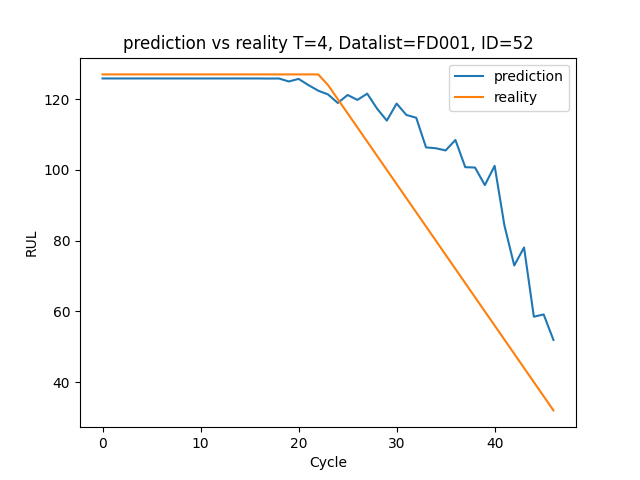 prediction vs reality T=4, Datalist=FD001, ID=52
prediction
reality
RUL
120
100
80
60
40
0 10 20 30 40
Cycle